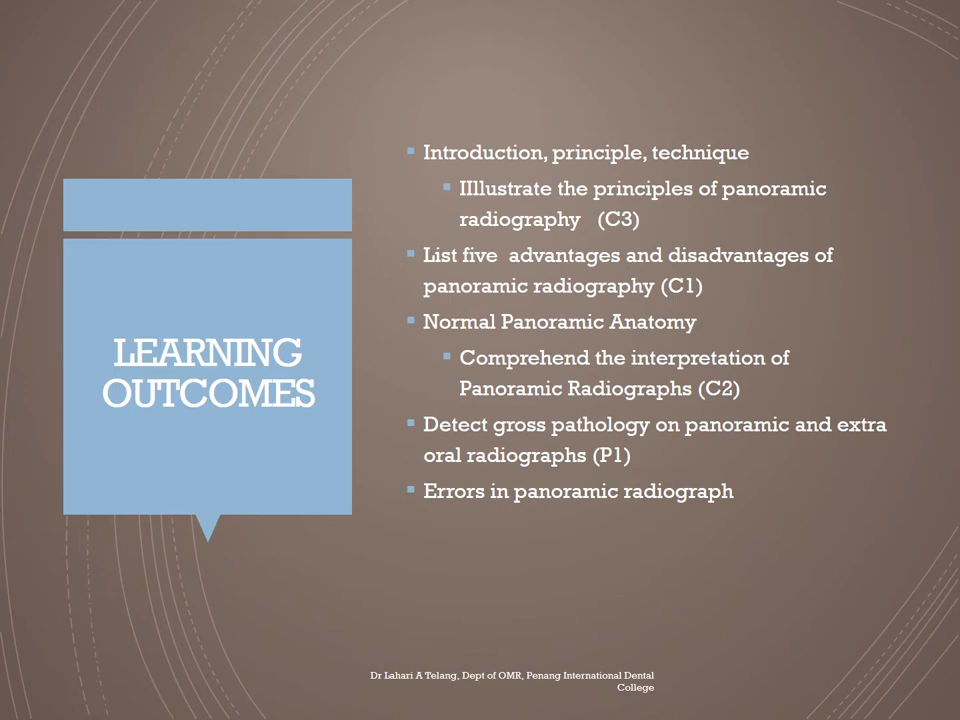 LEARNING
OUTCOMES
Introduction, principle, technique
IIllustrate the principles of panoramic
radiography (C3)
List five advantages and disadvantages of
panoramic radiography (C1)
Normal Panoramic Anatomy
Comprehend the interpretation of
Panoramic Radiographs (C2)
Detect gross pathology on panoramic and extra
oral radiographs (P1)
Errors in panoramic radiograph
Dr Lahari A Telang, Dept of OMR, Penang International Dental
College